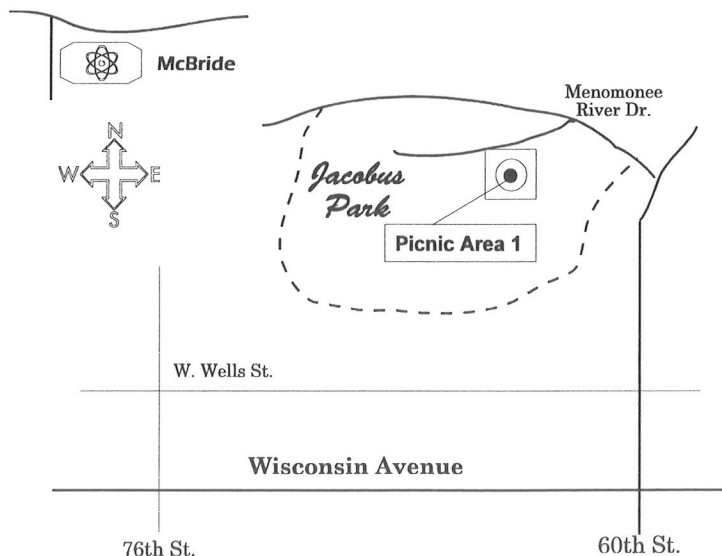 McBride
Menomonee
River Dr.
N
W E
S
Jacobus
Park
Picnic Area 1
W. Wells St.
Wisconsin Avenue
76th St.
60th St.